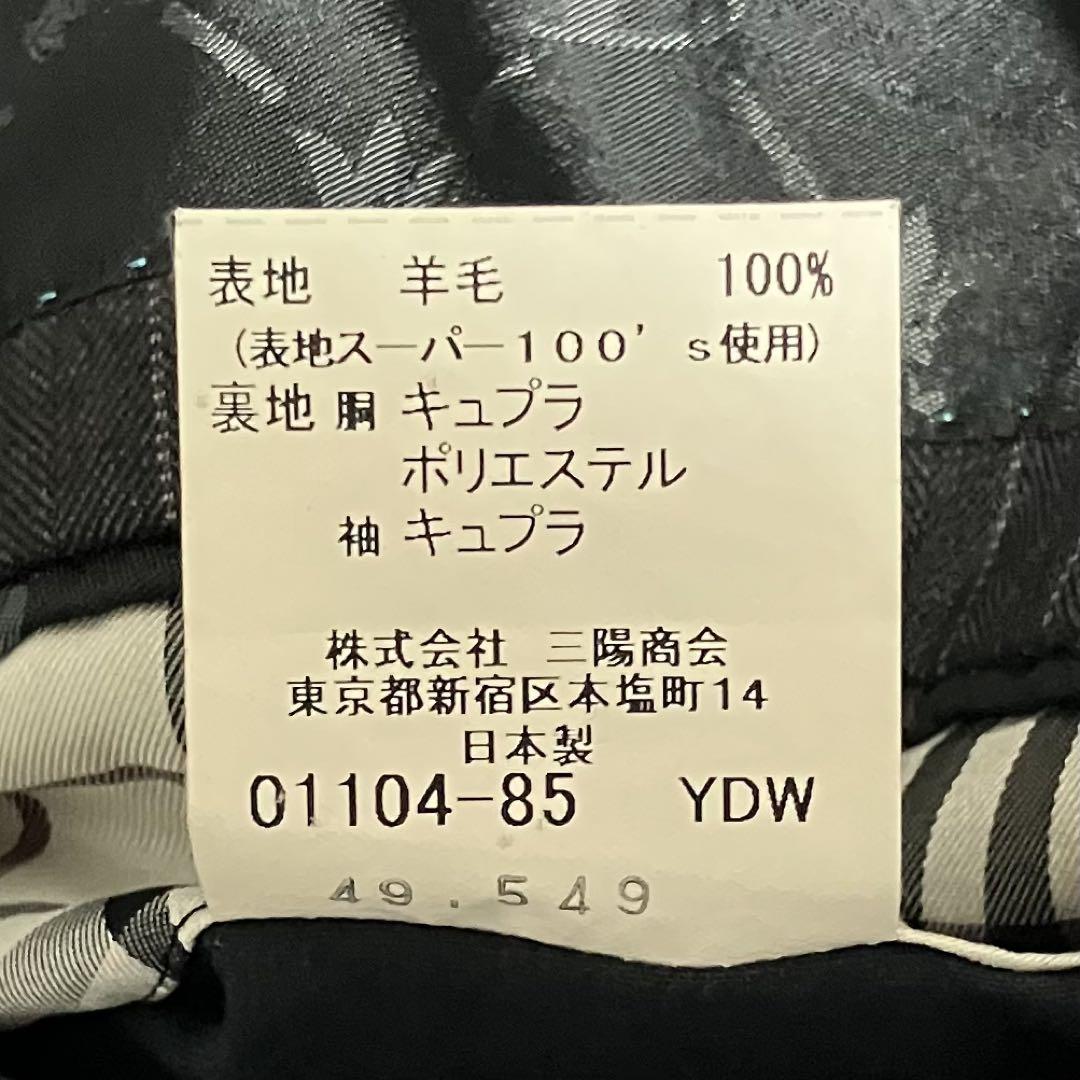 表地 羊毛 100%
(表地スーパー100's使用)
裏地 胴 キュプラ
ポリエステル
袖 キュプラ
株式会社 三陽商会
東京都新宿区本塩町14
日本製
01104-85 YDW
49.549